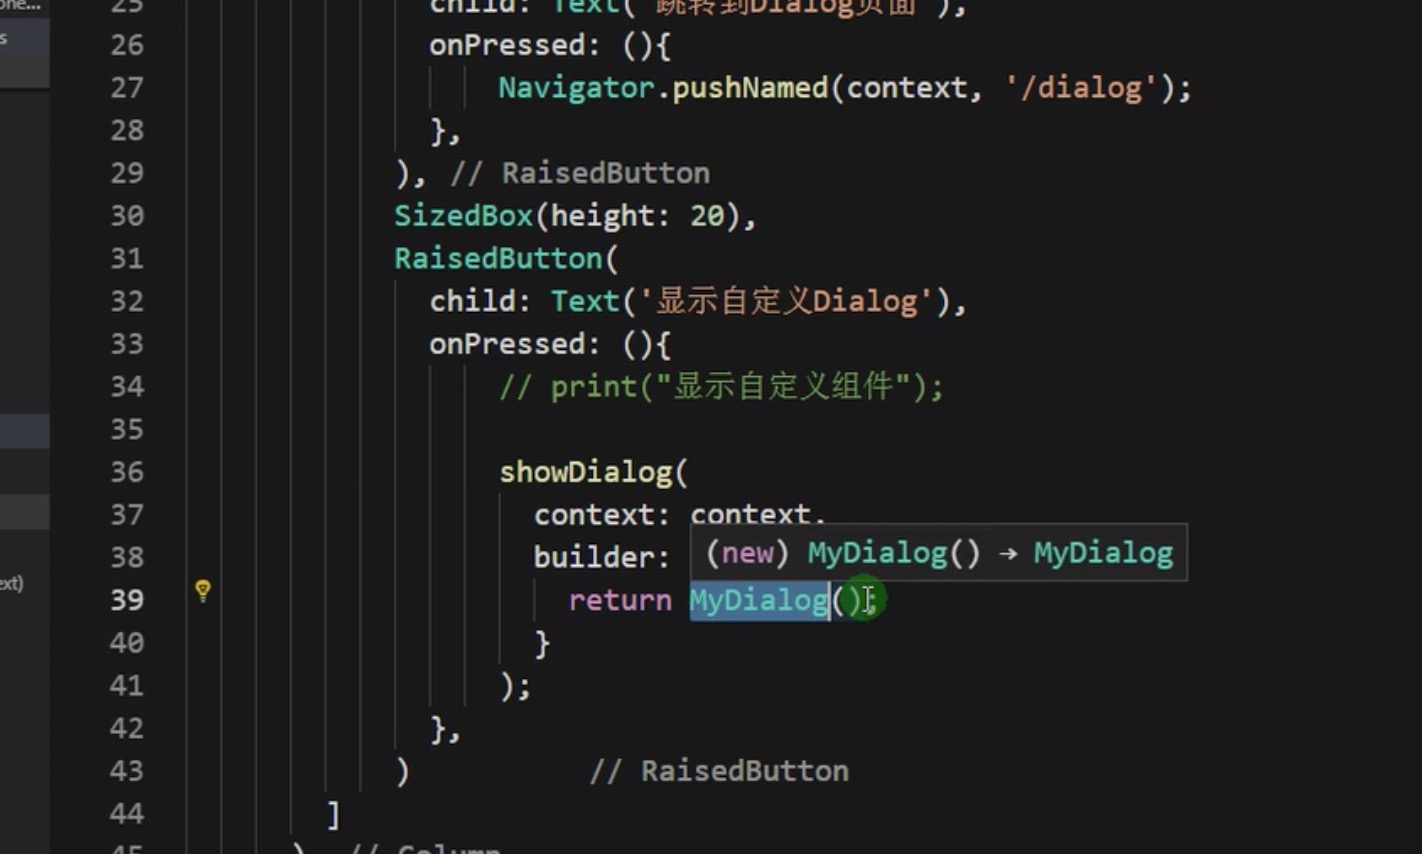 one...
s
ext)
25 child: Text('跳转到Dialog页面'),
26 onPressed: (){
27 Navigator.pushNamed(context, '/dialog');
28 },
29 ), // RaisedButton
30 SizedBox(height: 20),
31 RaisedButton(
32 child: Text('显示自定义Dialog'),
33 onPressed: (){
34 // print("显示自定义组件");
35
36 showDialog(
37 context: context,
38 builder: (new) MyDialog() → MyDialog
39 return MyDialog();
40 }
41 );
42 },
43 ) // RaisedButton
44 ]
45 ), // Column